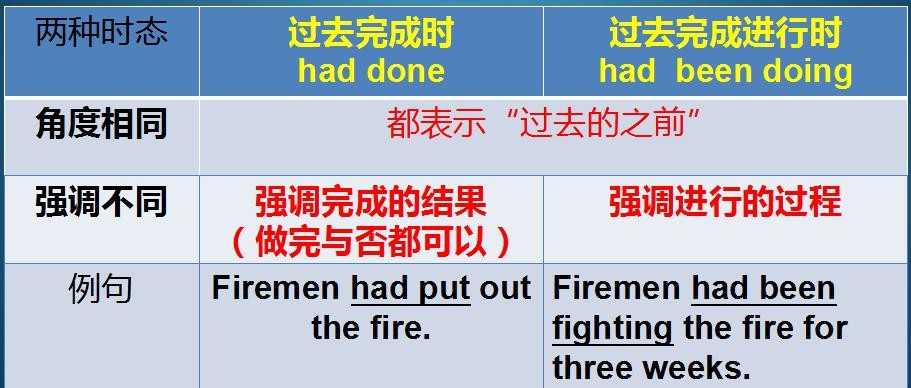 两种时态
过去完成时
had done
过去完成进行时
had been doing
角度相同
都表示“过去的之前”
强调不同
强调完成的结果
（做完与否都可以）
强调进行的过程
例句
Firemen had put out
the fire.
Firemen had been
fighting the fire for
three weeks.